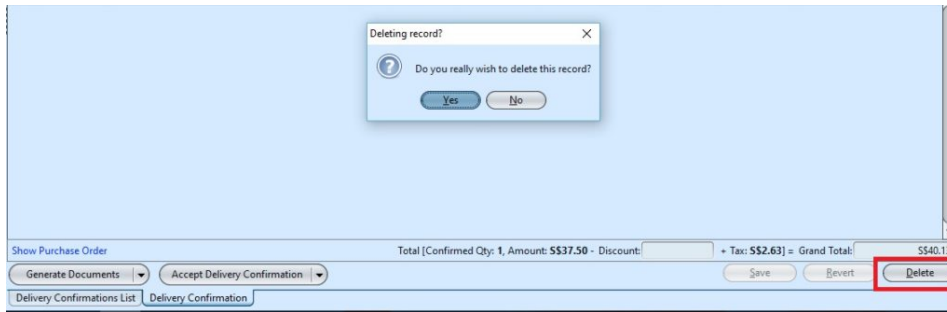 Deleting record?
Do you really wish to delete this record?
Yes No
Show Purchase Order Total [Confirmed Qty: 1, Amount: S$37.50 - Discount: + Tax: S$2.63] = Grand Total:
Generate Documents Accept Delivery Confirmation Save Revert Delete
Delivery Confirmations List Delivery Confirmation